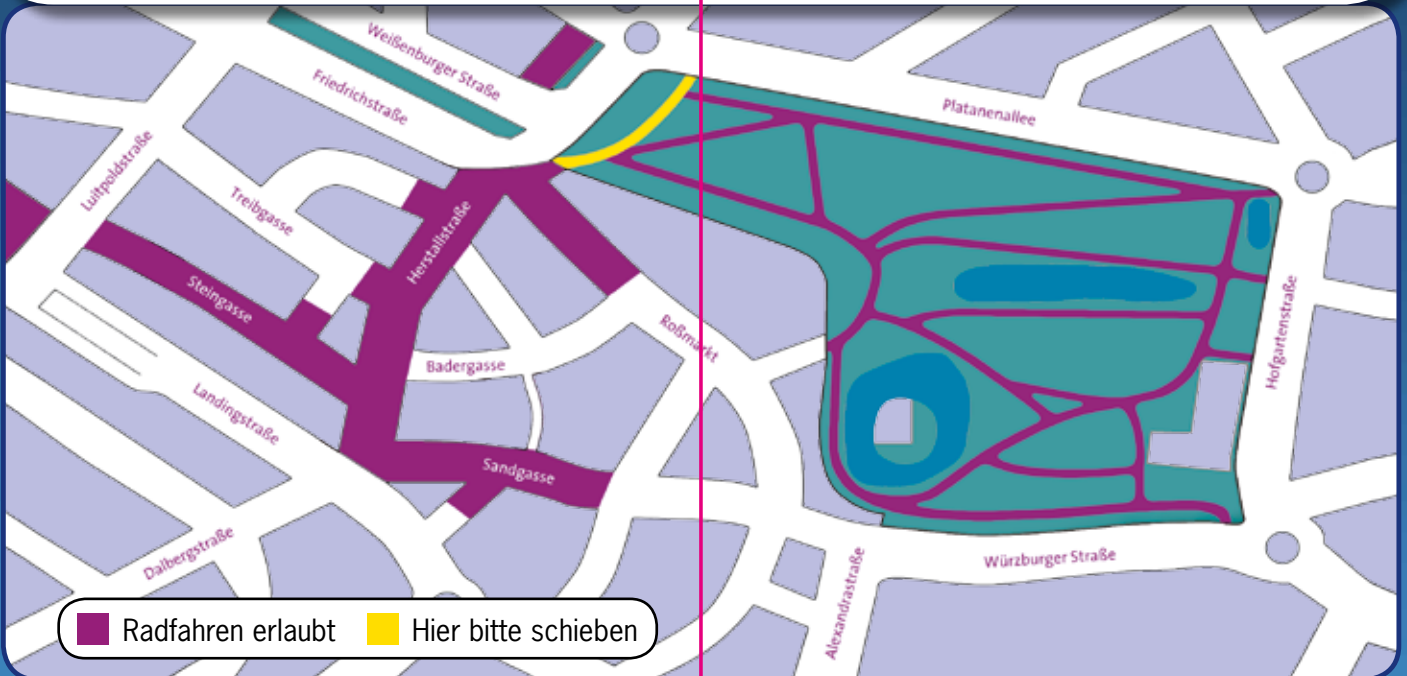 Weißenburger Straße
Friedrichstraße
Platanenallee
Luitpoldstraße
Treibgasse
Herstallstraße
Steingasse
Roßmarkt
Hofgartenstraße
Badergasse
Landingstraße
Sandgasse
Dalbergstraße
Würzburger Straße
Alexandrastraße
Radfahren erlaubt
Hier bitte schieben